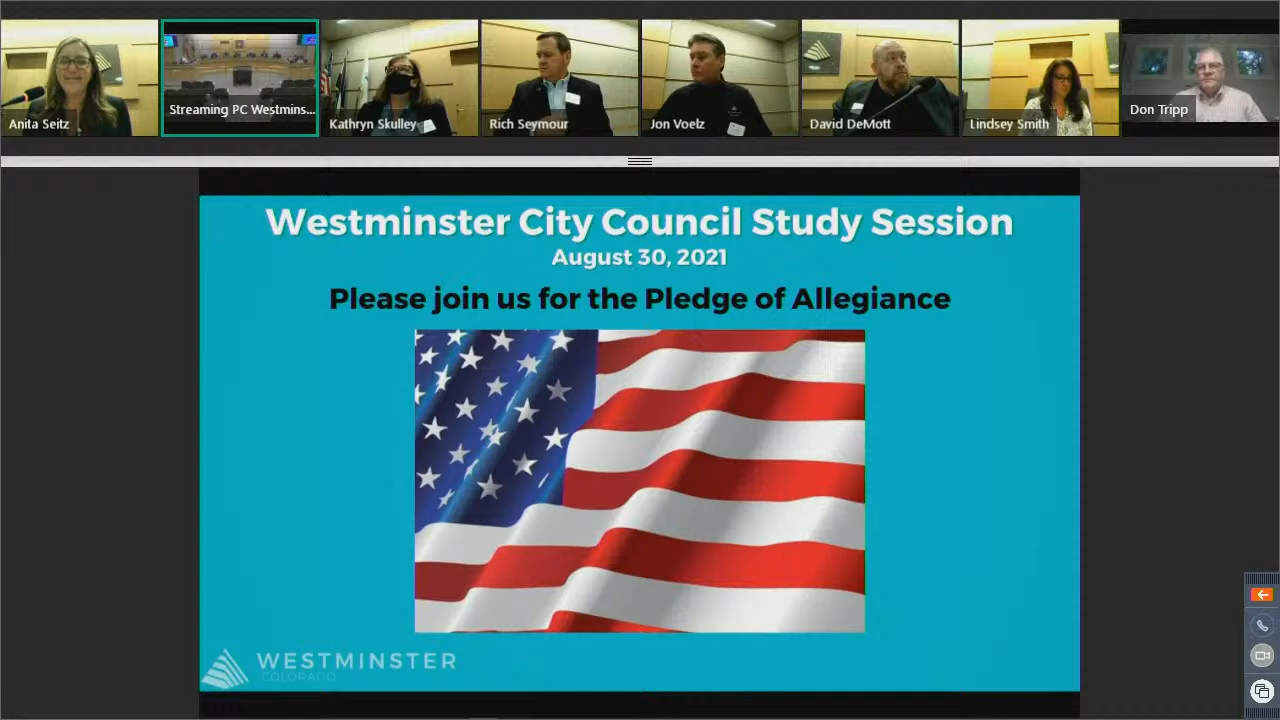 Anita Seitz
Streaming PC Westmins...
Kathryn Skulley
Rich Seymour
Jon Voelz
David DeMott
Lindsey Smith
Don Tripp
Westminster City Council Study Session
August 30, 2021
Please join us for the Pledge of Allegiance
WESTMINSTER
COLORADO